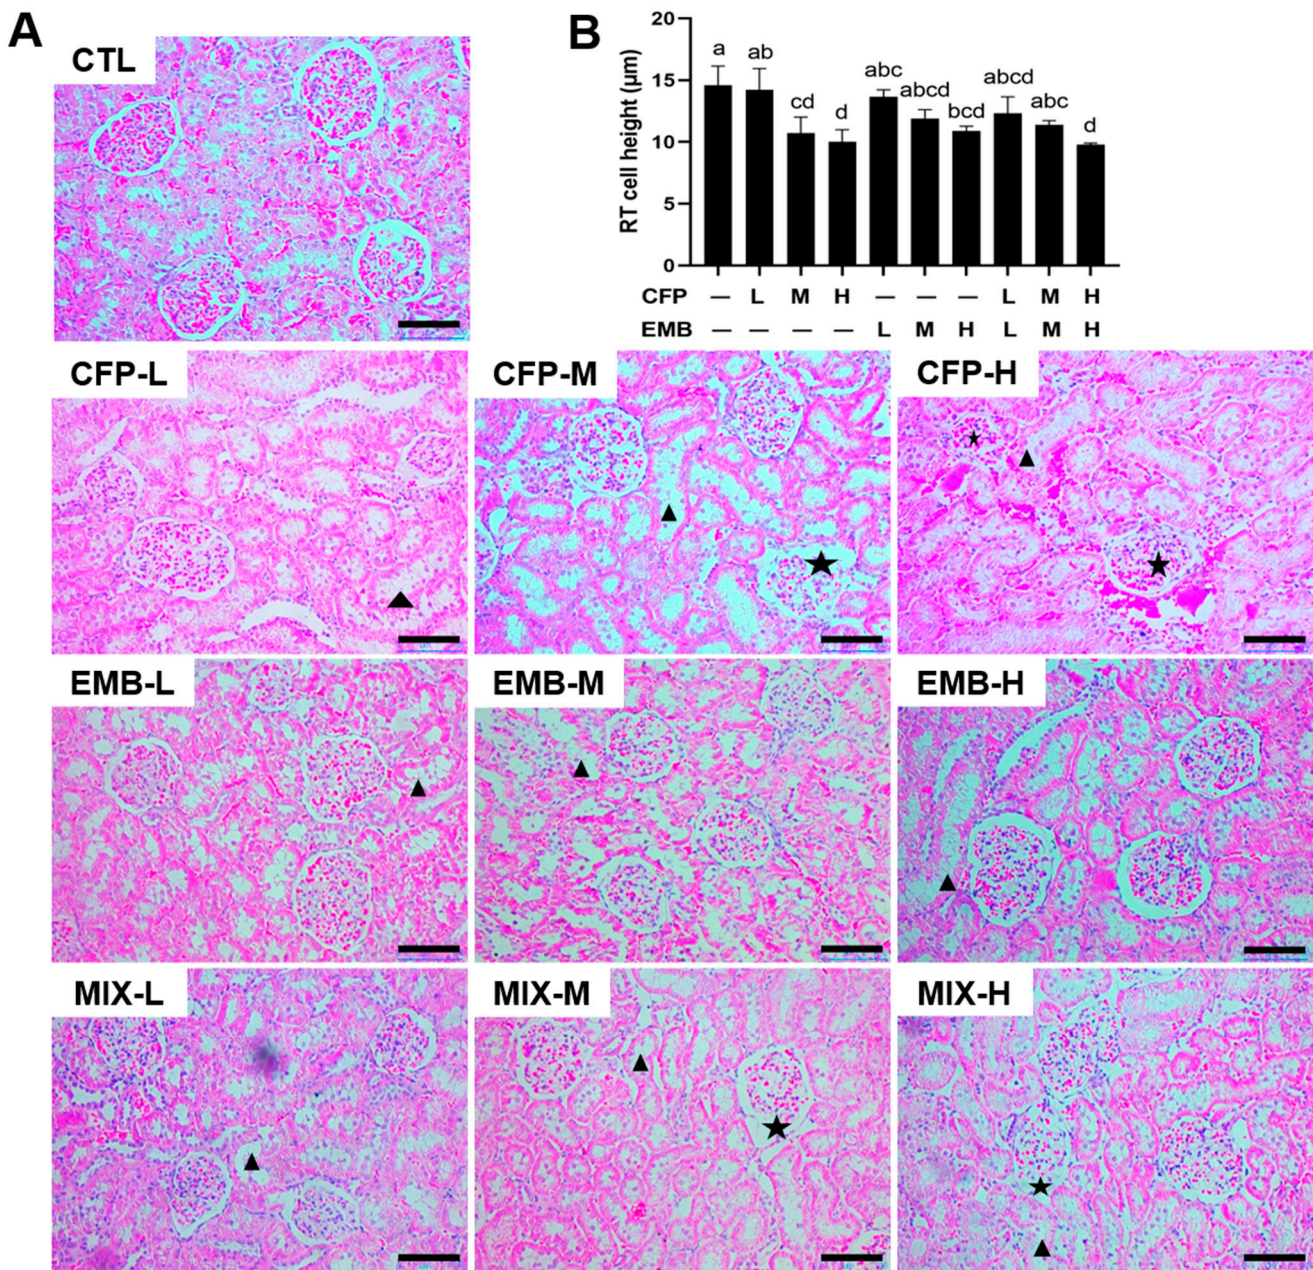 A
B
CTL
20
15
10
5
0
RT cell height (µm)
a ab cd d abc abcd bcd abcd abc d
CFP — L M H — — — L M H
EMB — — — — L M H L M H
CFP-L CFP-M CFP-H
EMB-L EMB-M EMB-H
MIX-L MIX-M MIX-H